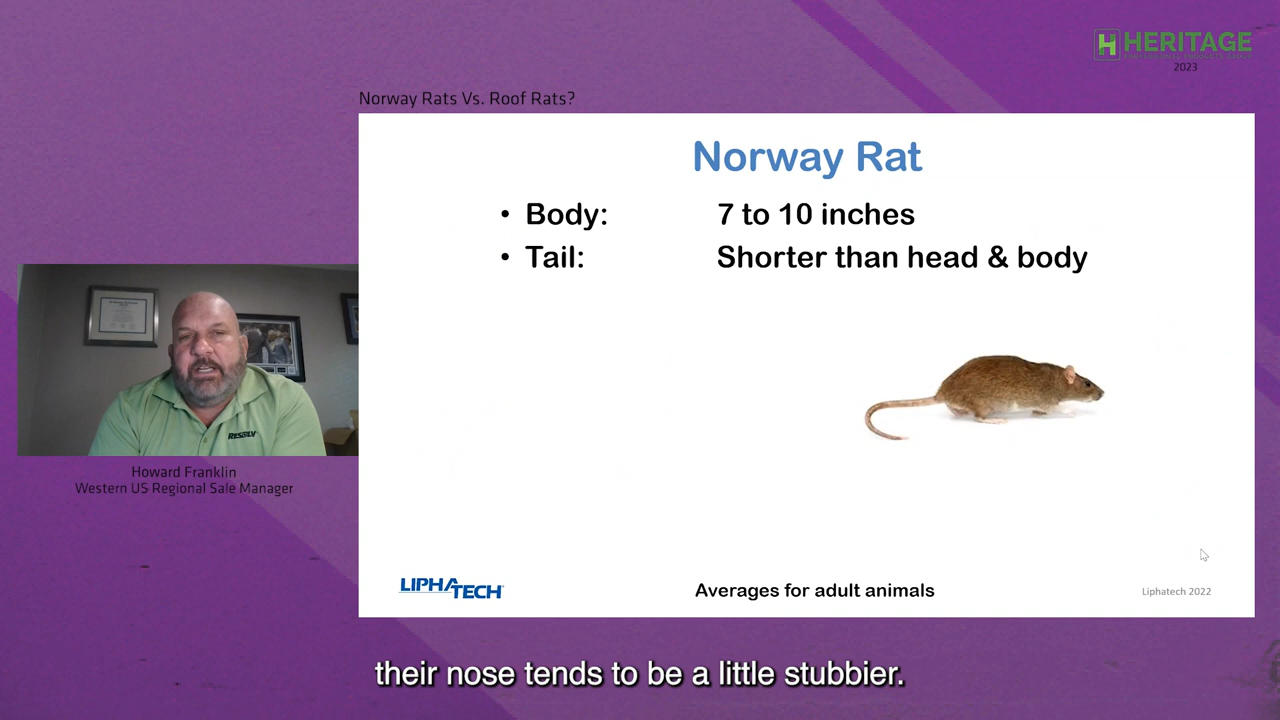 HERITAGE
2023
Norway Rats Vs. Roof Rats?
Norway Rat
• Body: 7 to 10 inches
• Tail: Shorter than head & body
RESOLV
Howard Franklin
Western US Regional Sale Manager
LIPHATECH
Averages for adult animals
Liphatech 2022
their nose tends to be a little stubbier.